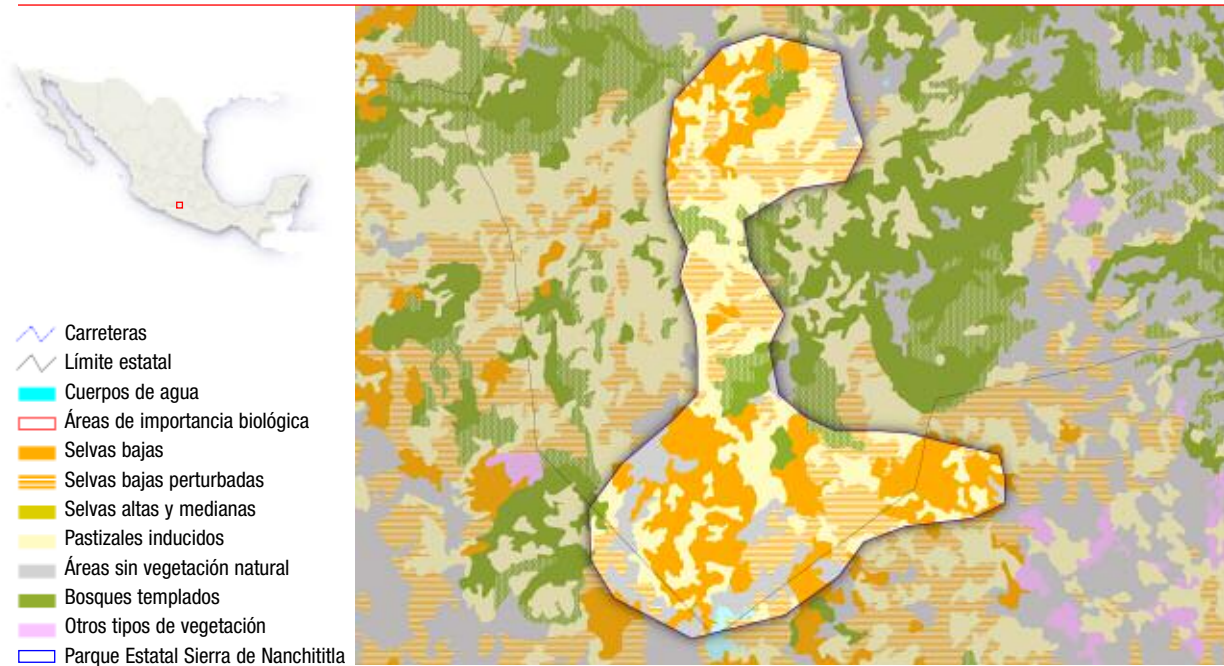 Carreteras
Límite estatal
Cuerpos de agua
Áreas de importancia biológica
Selvas bajas
Selvas bajas perturbadas
Selvas altas y medianas
Pastizales inducidos
Áreas sin vegetación natural
Bosques templados
Otros tipos de vegetación
Parque Estatal Sierra de Nanchititla